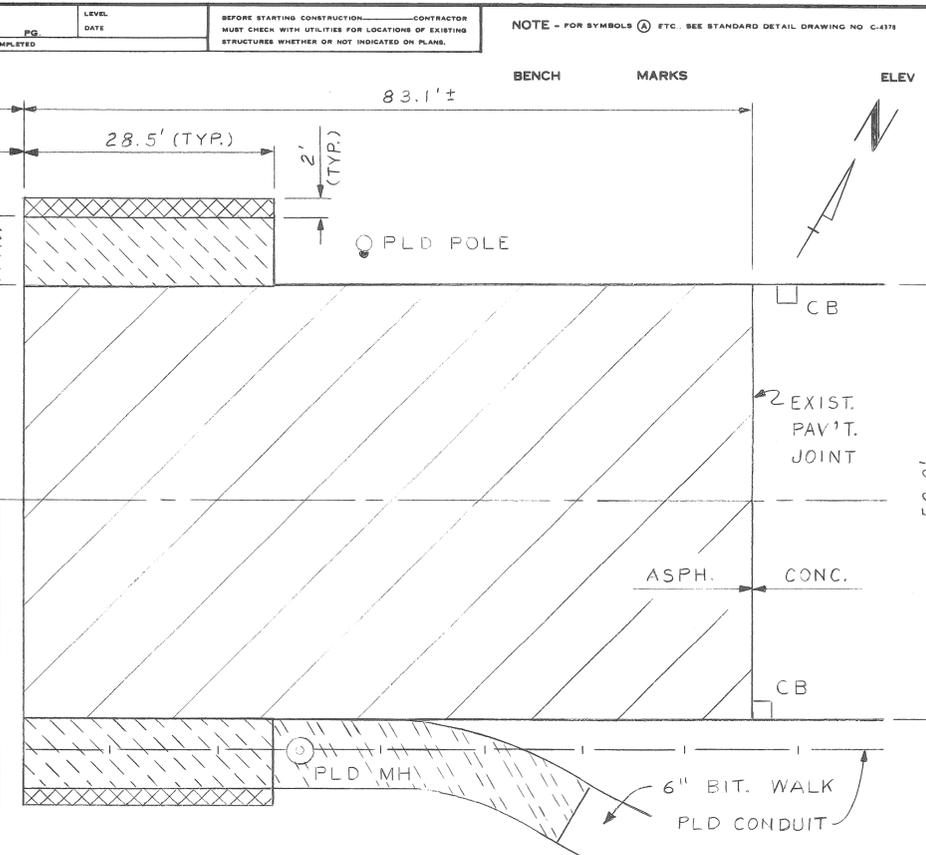 LEVEL
DATE
PG.
MPLETED
BEFORE STARTING CONSTRUCTION CONTRACTOR
MUST CHECK WITH UTILITIES FOR LOCATIONS OF EXISTING
STRUCTURES WHETHER OR NOT INDICATED ON PLANS.
NOTE - FOR SYMBOLS A ETC. SEE STANDARD DETAIL DRAWING NO C-4378
BENCH MARKS ELEV
83.1'±
N
28.5' (TYP.)
2'
(TYP.)
PLD POLE
CB
EXIST.
PAV'T.
JOINT
ASPH. CONC.
CB
PLD MH
6" BIT. WALK
PLD CONDUIT